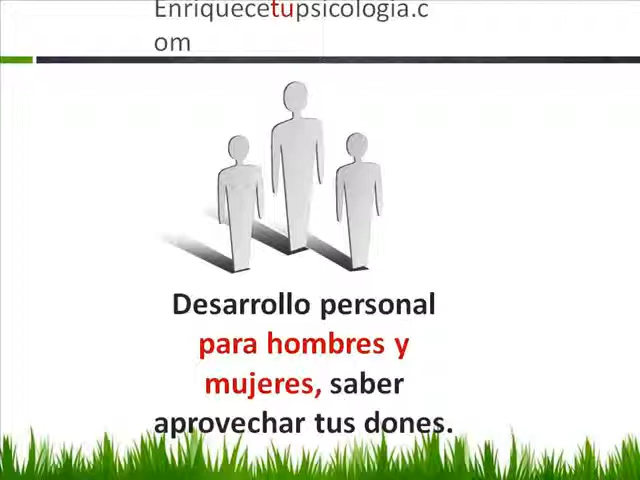 Enriquecetupsicologia.c
om
Desarrollo personal
para hombres y
mujeres, saber
aprovechar tus dones.